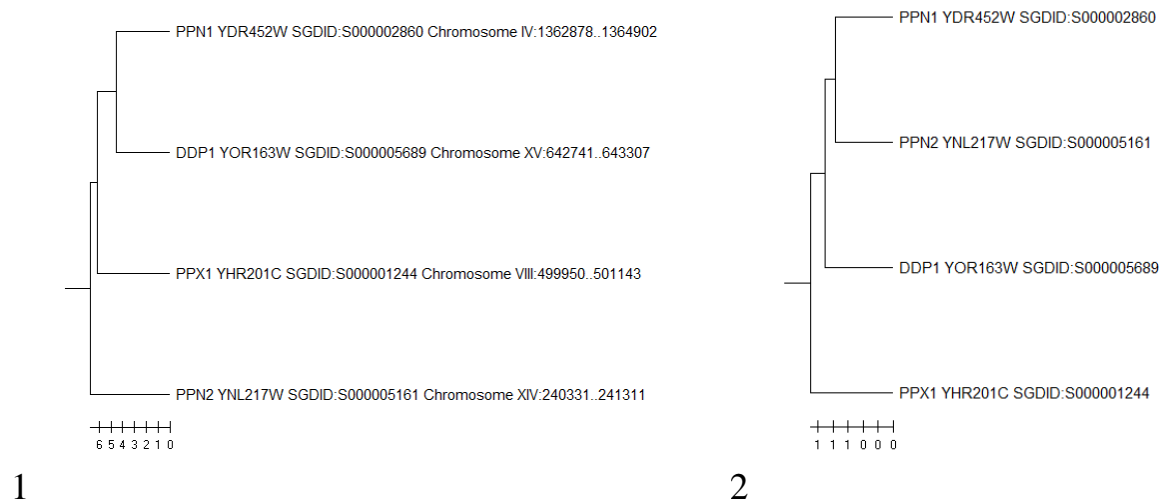 PPN1 YDR452W SGDID:S000002860 Chromosome IV:1362878..1364902
DDP1 YOR163W SGDID:S000005689 Chromosome XV:642741..643307
PPX1 YHR201C SGDID:S000001244 Chromosome VIII:499950..501143
PPN2 YNL217W SGDID:S000005161 Chromosome XIV:240331..241311
6 5 4 3 2 1 0
1
PPN1 YDR452W SGDID:S000002860
PPN2 YNL217W SGDID:S000005161
DDP1 YOR163W SGDID:S000005689
PPX1 YHR201C SGDID:S000001244
1 1 1 0 0 0
2